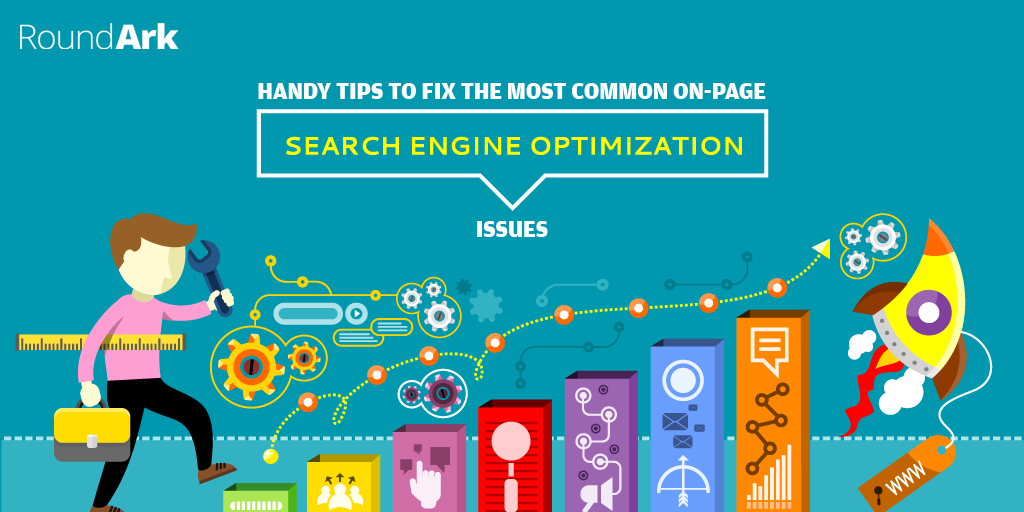 RoundArk
HANDY TIPS TO FIX THE MOST COMMON ON-PAGE
SEARCH ENGINE OPTIMIZATION
ISSUES
WWW